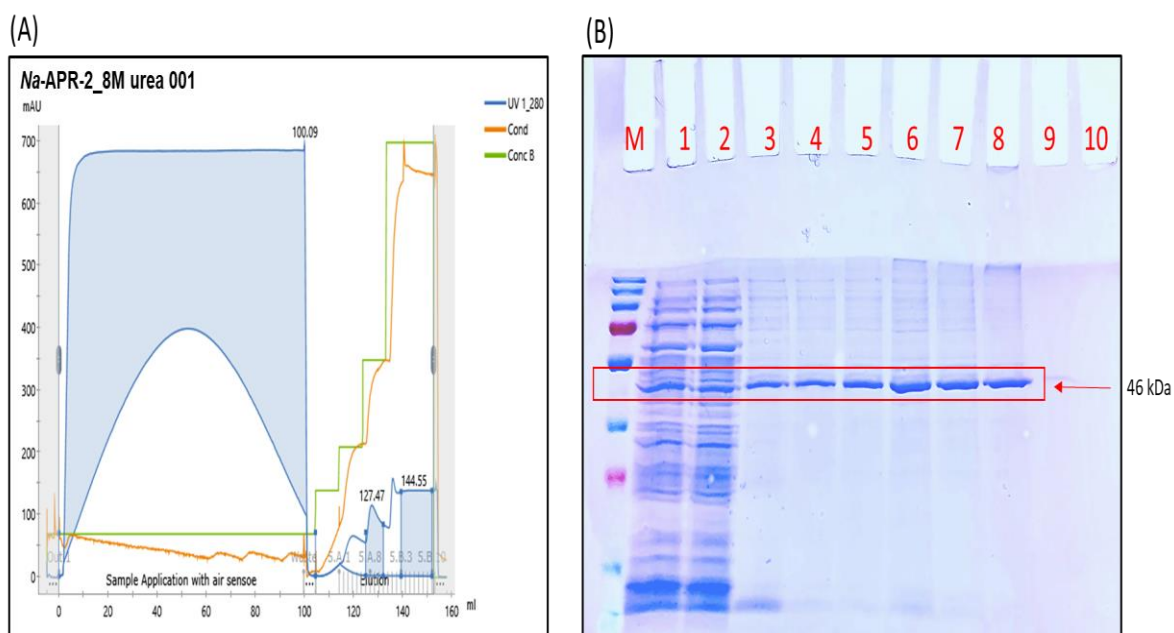 (A)
Na-APR-2_8M urea 001
mAU
700
600
500
400
300
200
100
0
100.09
127.47
144.55
UV 1_280
Cond
Conc B
Sample Application with air sensoe
Elution
0
20
40
60
80
100
120
140
160
ml
(B)
M 1 2 3 4 5 6 7 8 9 10
46 kDa